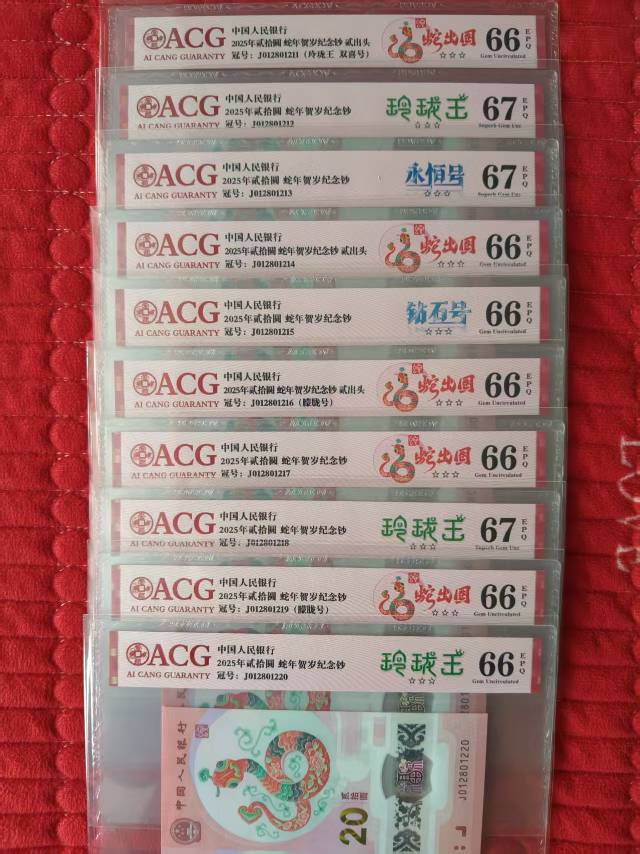 ACG
AI CANG GUARANTY
中国人民银行
2025年贰拾圆 蛇年贺岁纪念钞 贰出头
冠号：J012801211（玲珑王 双喜号）
蛇出圆
☆☆☆
66 EPQ
Gem Uncirculated
ACG
AI CANG GUARANTY
中国人民银行
2025年贰拾圆 蛇年贺岁纪念钞
冠号：J012801212
玲珑王
☆☆☆
67 EPQ
Superb Gem Unc
ACG
AI CANG GUARANTY
中国人民银行
2025年贰拾圆 蛇年贺岁纪念钞
冠号：J012801213
永恒号
☆☆☆
67 EPQ
Superb Gem Unc
ACG
AI CANG GUARANTY
中国人民银行
2025年贰拾圆 蛇年贺岁纪念钞 贰出头
冠号：J012801214
蛇出圆
☆☆☆
66 EPQ
Gem Uncirculated
ACG
AI CANG GUARANTY
中国人民银行
2025年贰拾圆 蛇年贺岁纪念钞
冠号：J012801215
钻石号
☆☆☆
66 EPQ
Gem Uncirculated
ACG
AI CANG GUARANTY
中国人民银行
2025年贰拾圆 蛇年贺岁纪念钞 贰出头
冠号：J012801216（朦胧号）
蛇出圆
☆☆☆
66 EPQ
Gem Uncirculated
ACG
AI CANG GUARANTY
中国人民银行
2025年贰拾圆 蛇年贺岁纪念钞
冠号：J012801217
蛇出圆
☆☆☆
66 EPQ
Gem Uncirculated
ACG
AI CANG GUARANTY
中国人民银行
2025年贰拾圆 蛇年贺岁纪念钞
冠号：J012801218
玲珑王
☆☆☆
67 EPQ
Superb Gem Unc
ACG
AI CANG GUARANTY
中国人民银行
2025年贰拾圆 蛇年贺岁纪念钞
冠号：J012801219（朦胧号）
蛇出圆
☆☆☆
66 EPQ
Gem Uncirculated
ACG
AI CANG GUARANTY
中国人民银行
2025年贰拾圆 蛇年贺岁纪念钞
冠号：J012801220
玲珑王
☆☆☆
66 EPQ
Gem Uncirculated
中国人民银行
贰拾圆
20
J012801220
LOVE